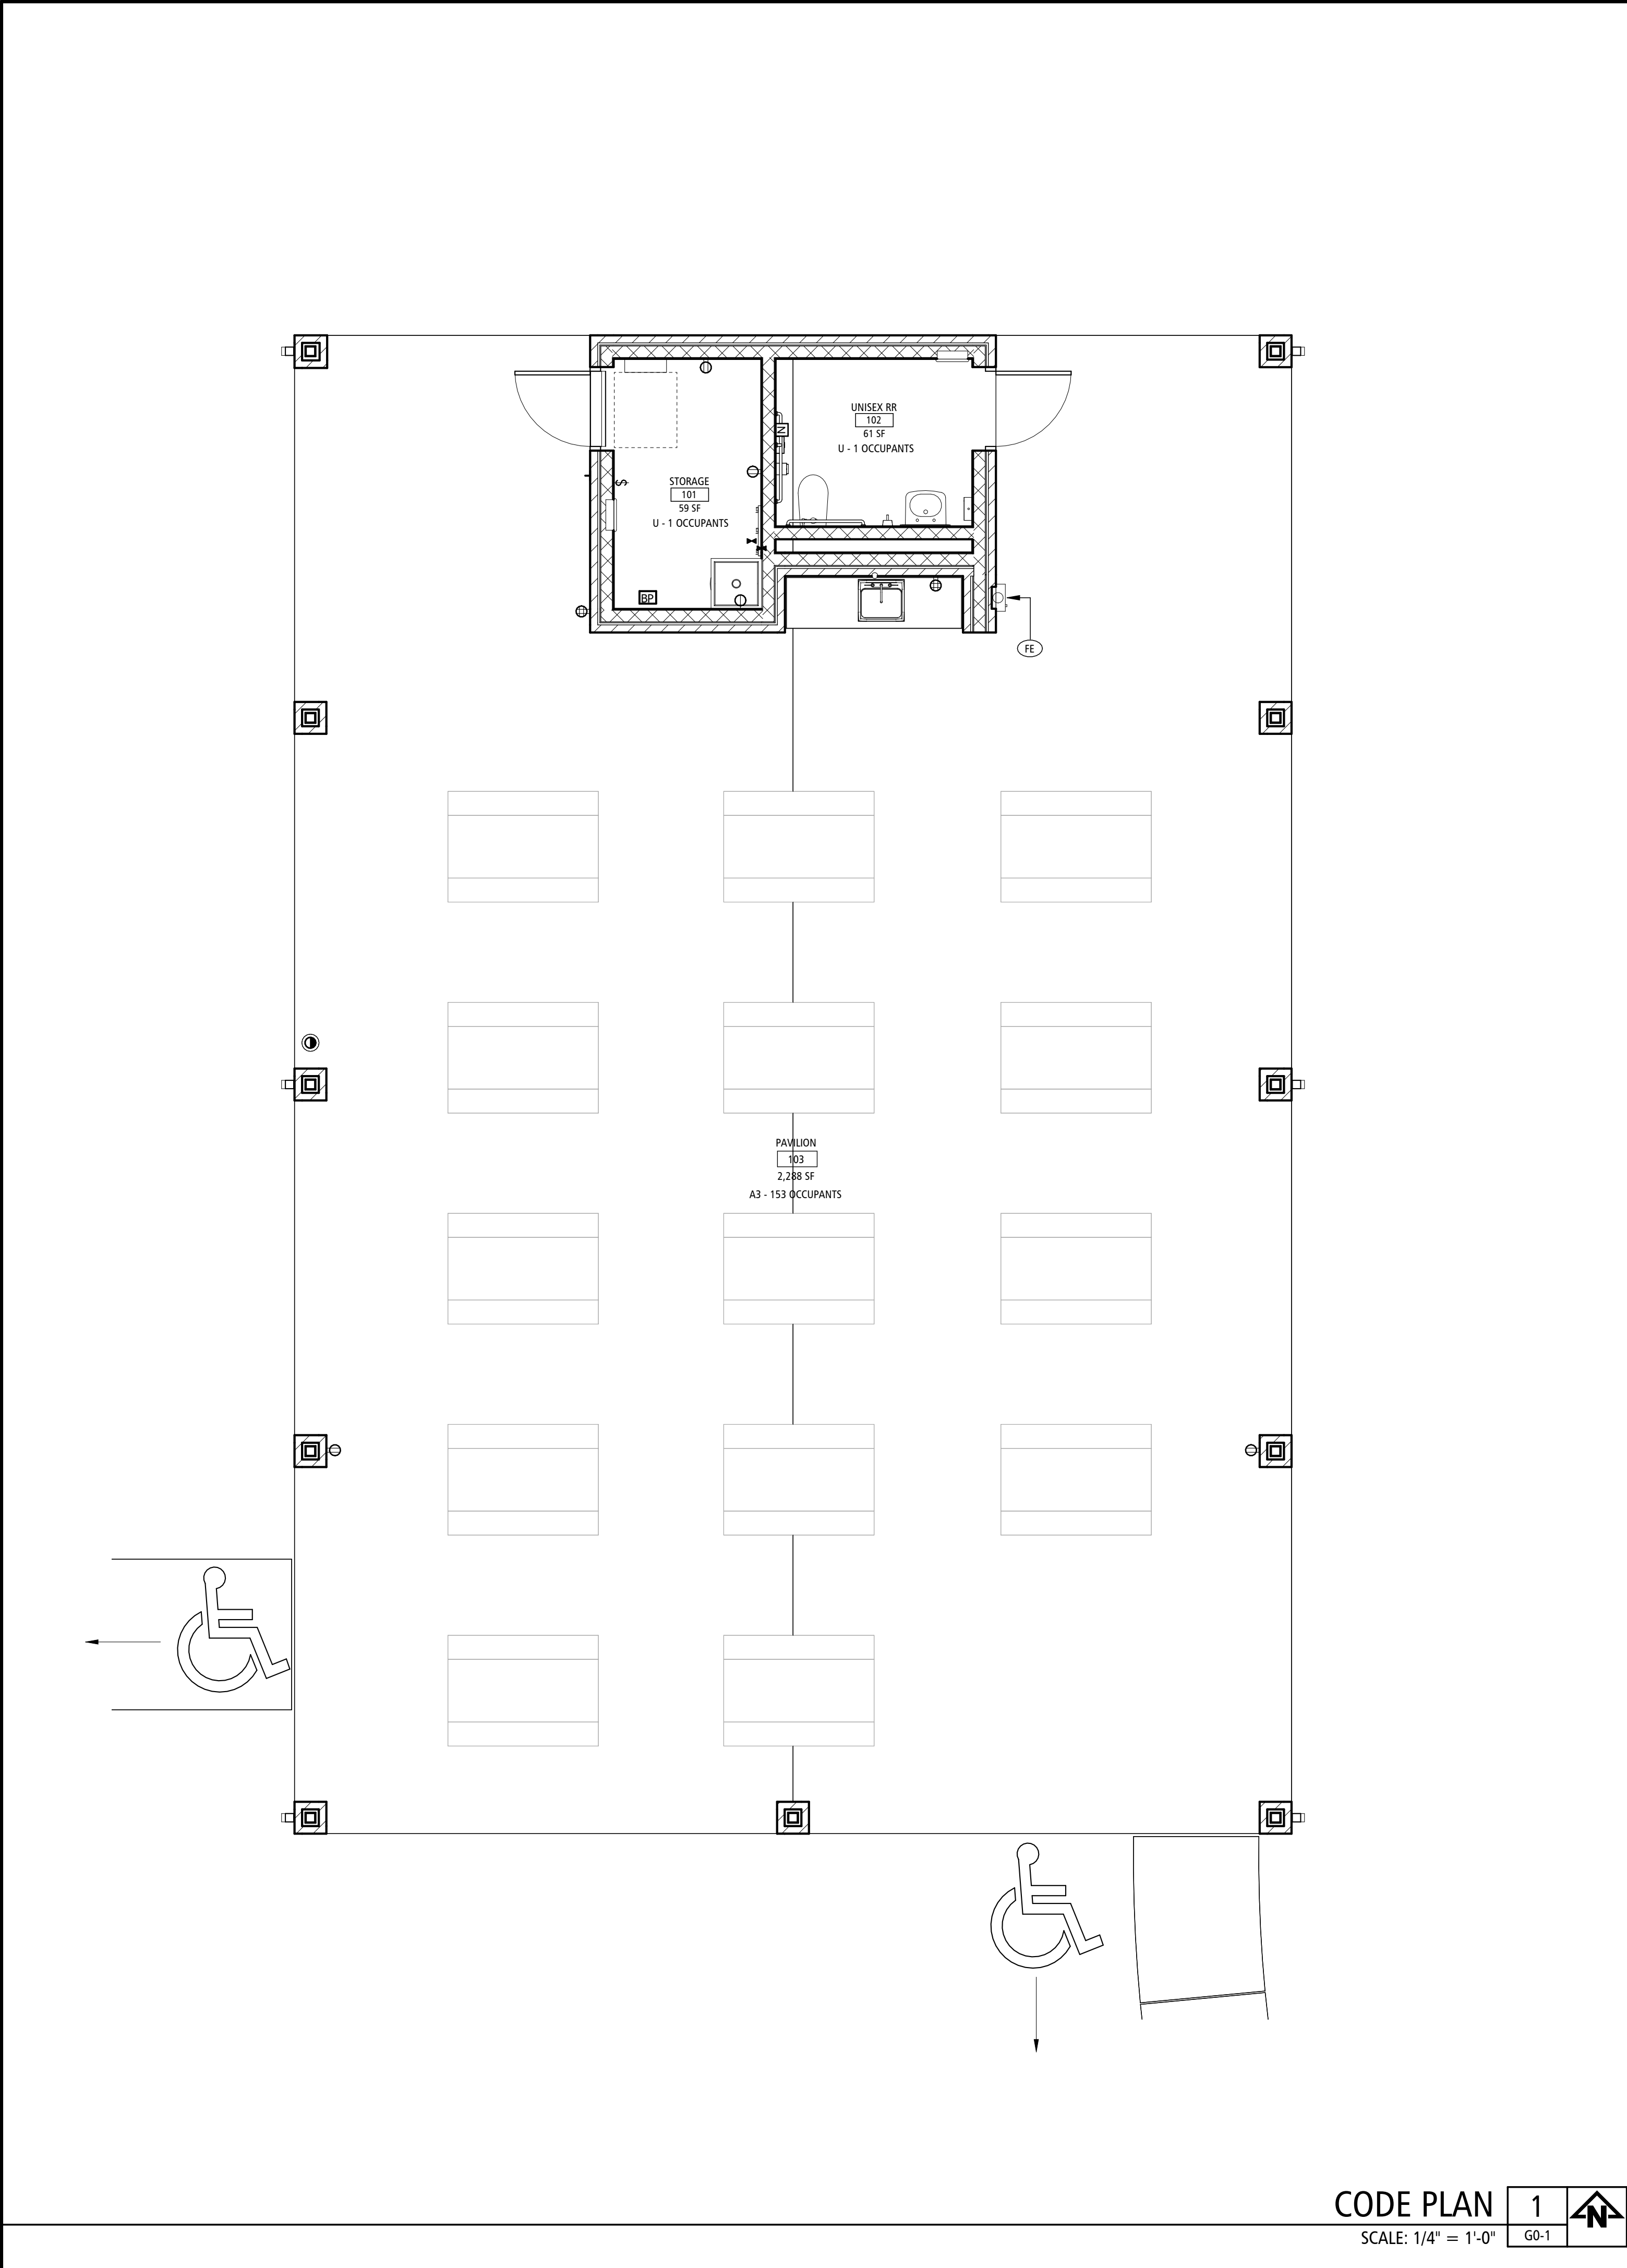 UNISEX RR
102
61 SF
U - 1 OCCUPANTS
STORAGE
101
59 SF
U - 1 OCCUPANTS
N
$
BP
FE
PAVILION
103
2,288 SF
A3 - 153 OCCUPANTS
CODE PLAN
1
N
SCALE: 1/4" = 1'-0"
G0-1